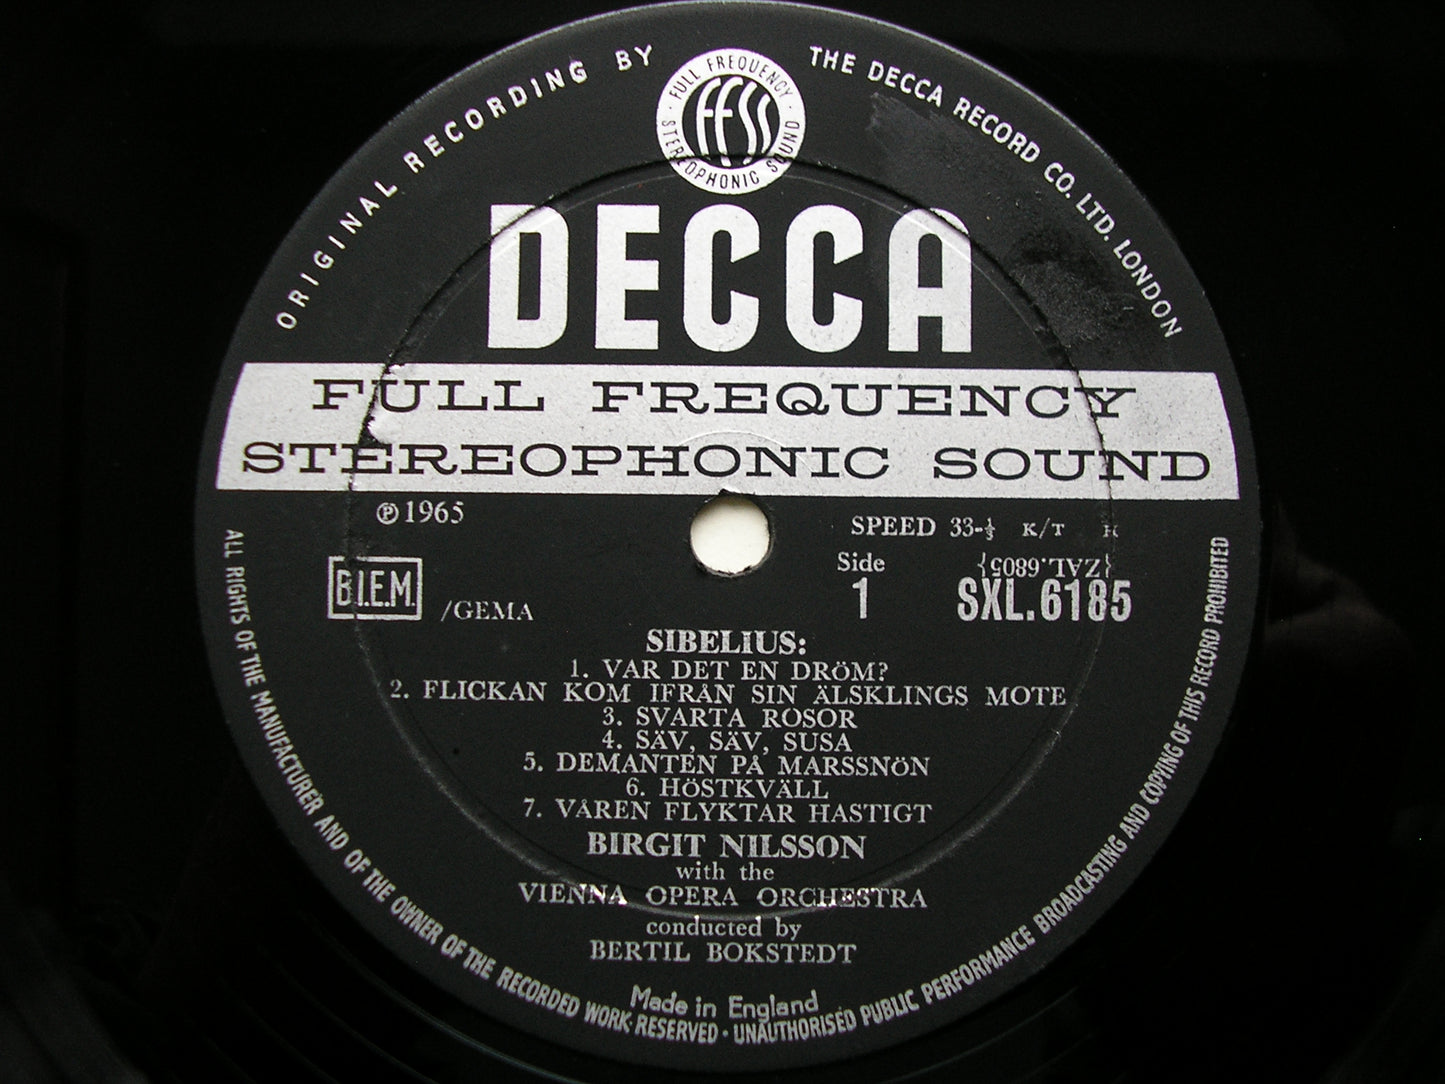 ORIGINAL RECORDING BY THE DECCA RECORD CO. LTD. LONDON
FULL FREQUENCY STEREOPHONIC SOUND
FFSS
DECCA
FULL FREQUENCY
STEREOPHONIC SOUND
℗1965
SPEED 33-⅓ K/T
B.I.E.M. /GEMA
Side
1
{ZAL.6805}
SXL.6185
SIBELIUS:
1. VAR DET EN DRÖM?
2. FLICKAN KOM IFRÅN SIN ÄLSKLINGS MÖTE
3. SVARTA ROSOR
4. SÄV, SÄV, SUSA
5. DEMANTEN PÅ MARSSNÖN
6. HÖSTKVÄLL
7. VÅREN FLYKTAR HASTIGT
BIRGIT NILSSON
with the
VIENNA OPERA ORCHESTRA
conducted by
BERTIL BOKSTEDT
Made in England
ALL RIGHTS OF THE MANUFACTURER AND OF THE OWNER OF THE RECORDED WORK RESERVED · UNAUTHORISED PUBLIC PERFORMANCE BROADCASTING AND COPYING OF THIS RECORD PROHIBITED